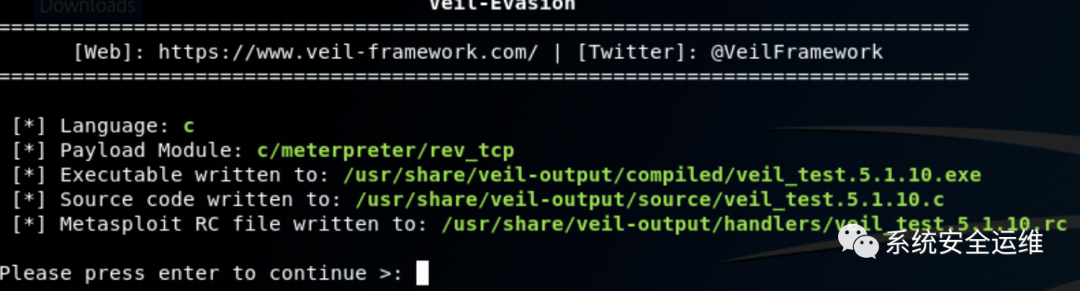 Downloads
Veil-Evasion
================================================================================
[Web]: https://www.veil-framework.com/ | [Twitter]: @VeilFramework
================================================================================
[*] Language: c
[*] Payload Module: c/meterpreter/rev_tcp
[*] Executable written to: /usr/share/veil-output/compiled/veil_test.5.1.10.exe
[*] Source code written to: /usr/share/veil-output/source/veil_test.5.1.10.c
[*] Metasploit RC file written to: /usr/share/veil-output/handlers/veil_test.5.1.10.rc
系统安全运维
Please press enter to continue >: